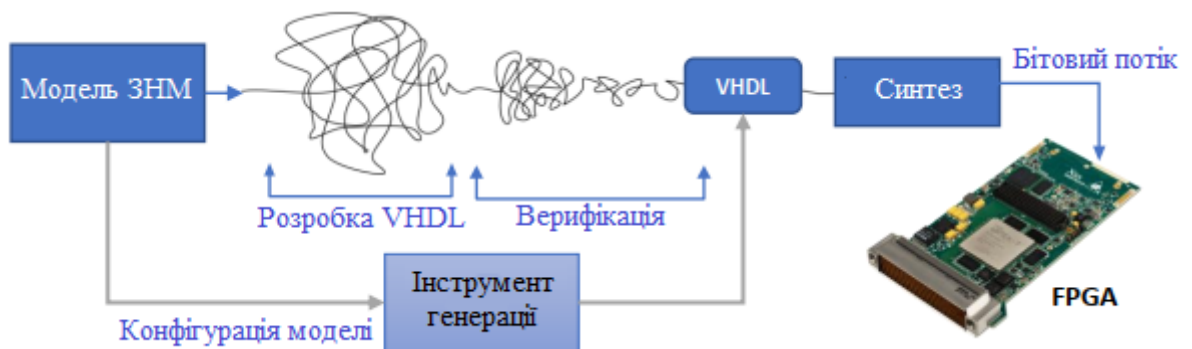 Модель ЗНМ
VHDL
Синтез
Бітовий потік
Розробка VHDL
Верифікація
Інструмент
генерації
Конфігурація моделі
FPGA